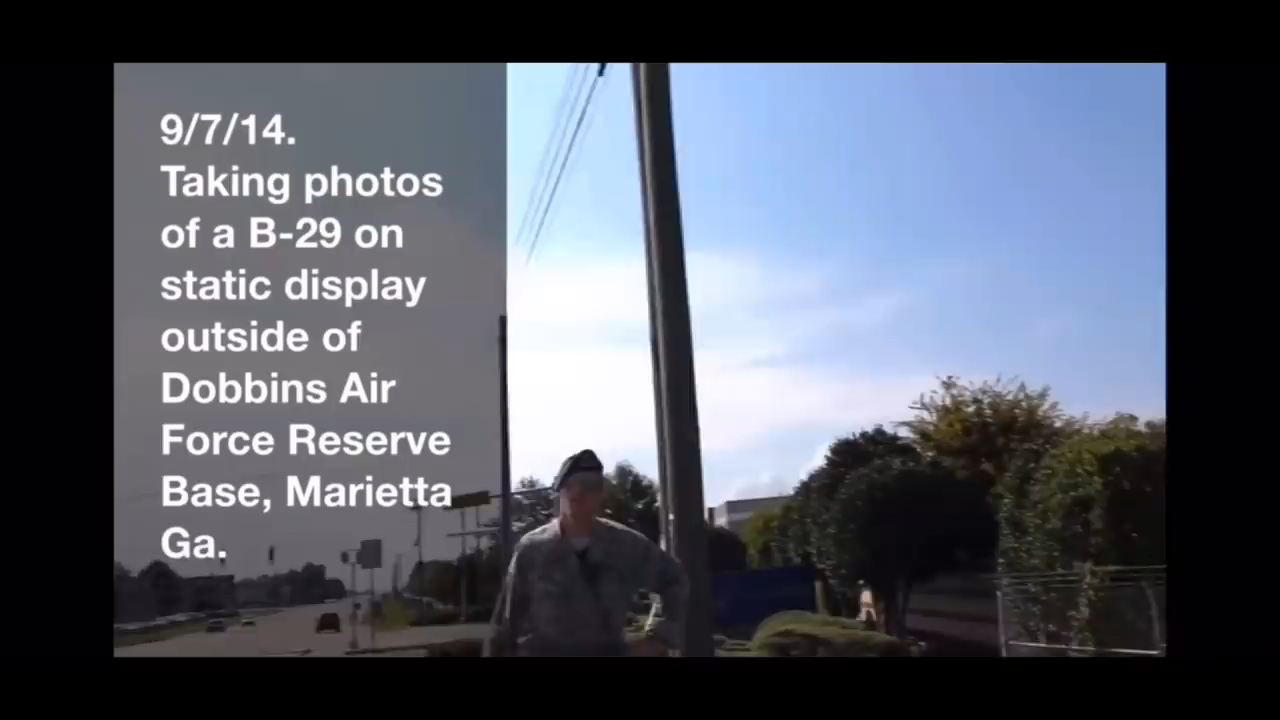 9/7/14.
Taking photos
of a B-29 on
static display
outside of
Dobbins Air
Force Reserve
Base, Marietta
Ga.